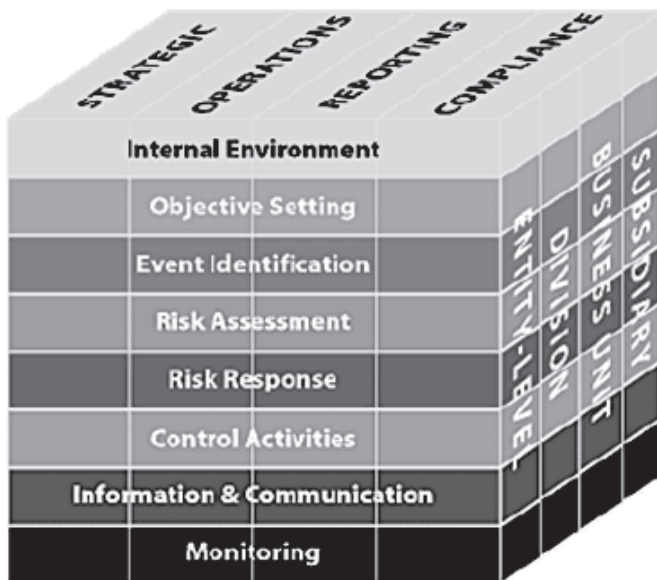 STRATEGIC
OPERATIONS
REPORTING
COMPLIANCE
Internal Environment
Objective Setting
Event Identification
Risk Assessment
Risk Response
Control Activities
Information & Communication
Monitoring
ENTITY-LEVEL
DIVISION
BUSINESS UNIT
SUBSIDIARY